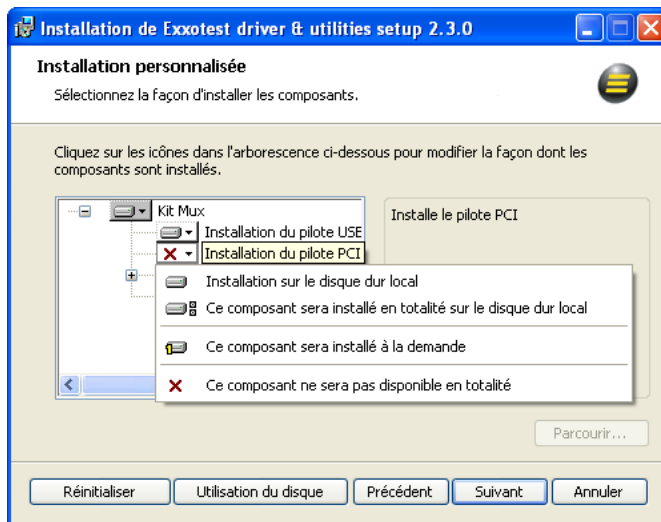 Installation de Exxotest driver & utilities setup 2.3.0
Installation personnalisée
Sélectionnez la façon d'installer les composants.
Cliquez sur les icônes dans l'arborescence ci-dessous pour modifier la façon dont les
composants sont installés.
Kit Mux
Installe le pilote PCI
Installation du pilote USE
Installation du pilote PCI
Installation sur le disque dur local
Ce composant sera installé en totalité sur le disque dur local
Ce composant sera installé à la demande
Ce composant ne sera pas disponible en totalité
Parcourir...
Réinitialiser
Utilisation du disque
Précédent
Suivant
Annuler